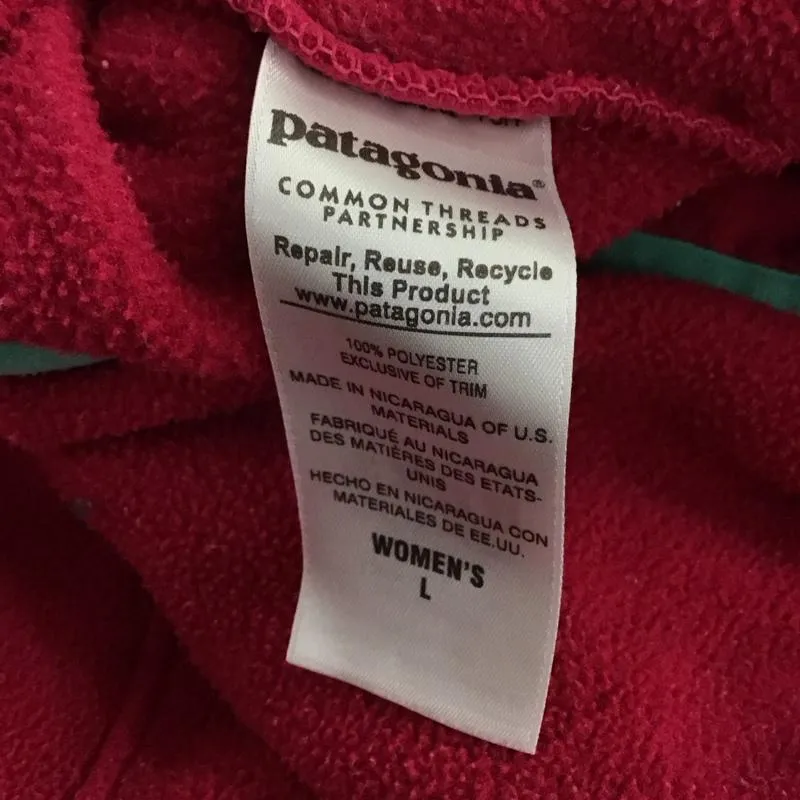 patagonia®
COMMON THREADS
PARTNERSHIP
Repair, Reuse, Recycle
This Product
www.patagonia.com
100% POLYESTER
EXCLUSIVE OF TRIM
MADE IN NICARAGUA OF U.S.
MATERIALS
FABRIQUÉ AU NICARAGUA
DES MATIÈRES DES ETATS-
UNIS
HECHO EN NICARAGUA CON
MATERIALES DE EE.UU.
WOMEN'S
L